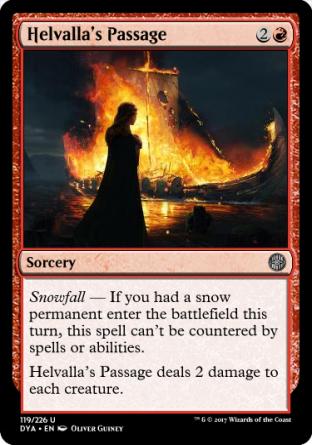 Helvalla's Passage 2
Sorcery
Snowfall — If you had a snow
permanent enter the battlefield this
turn, this spell can't be countered by
spells or abilities.
Helvalla's Passage deals 2 damage to
each creature.
119/226 U
DYA • EN Oliver Guiney
™ & © 2017 Wizards of the Coast